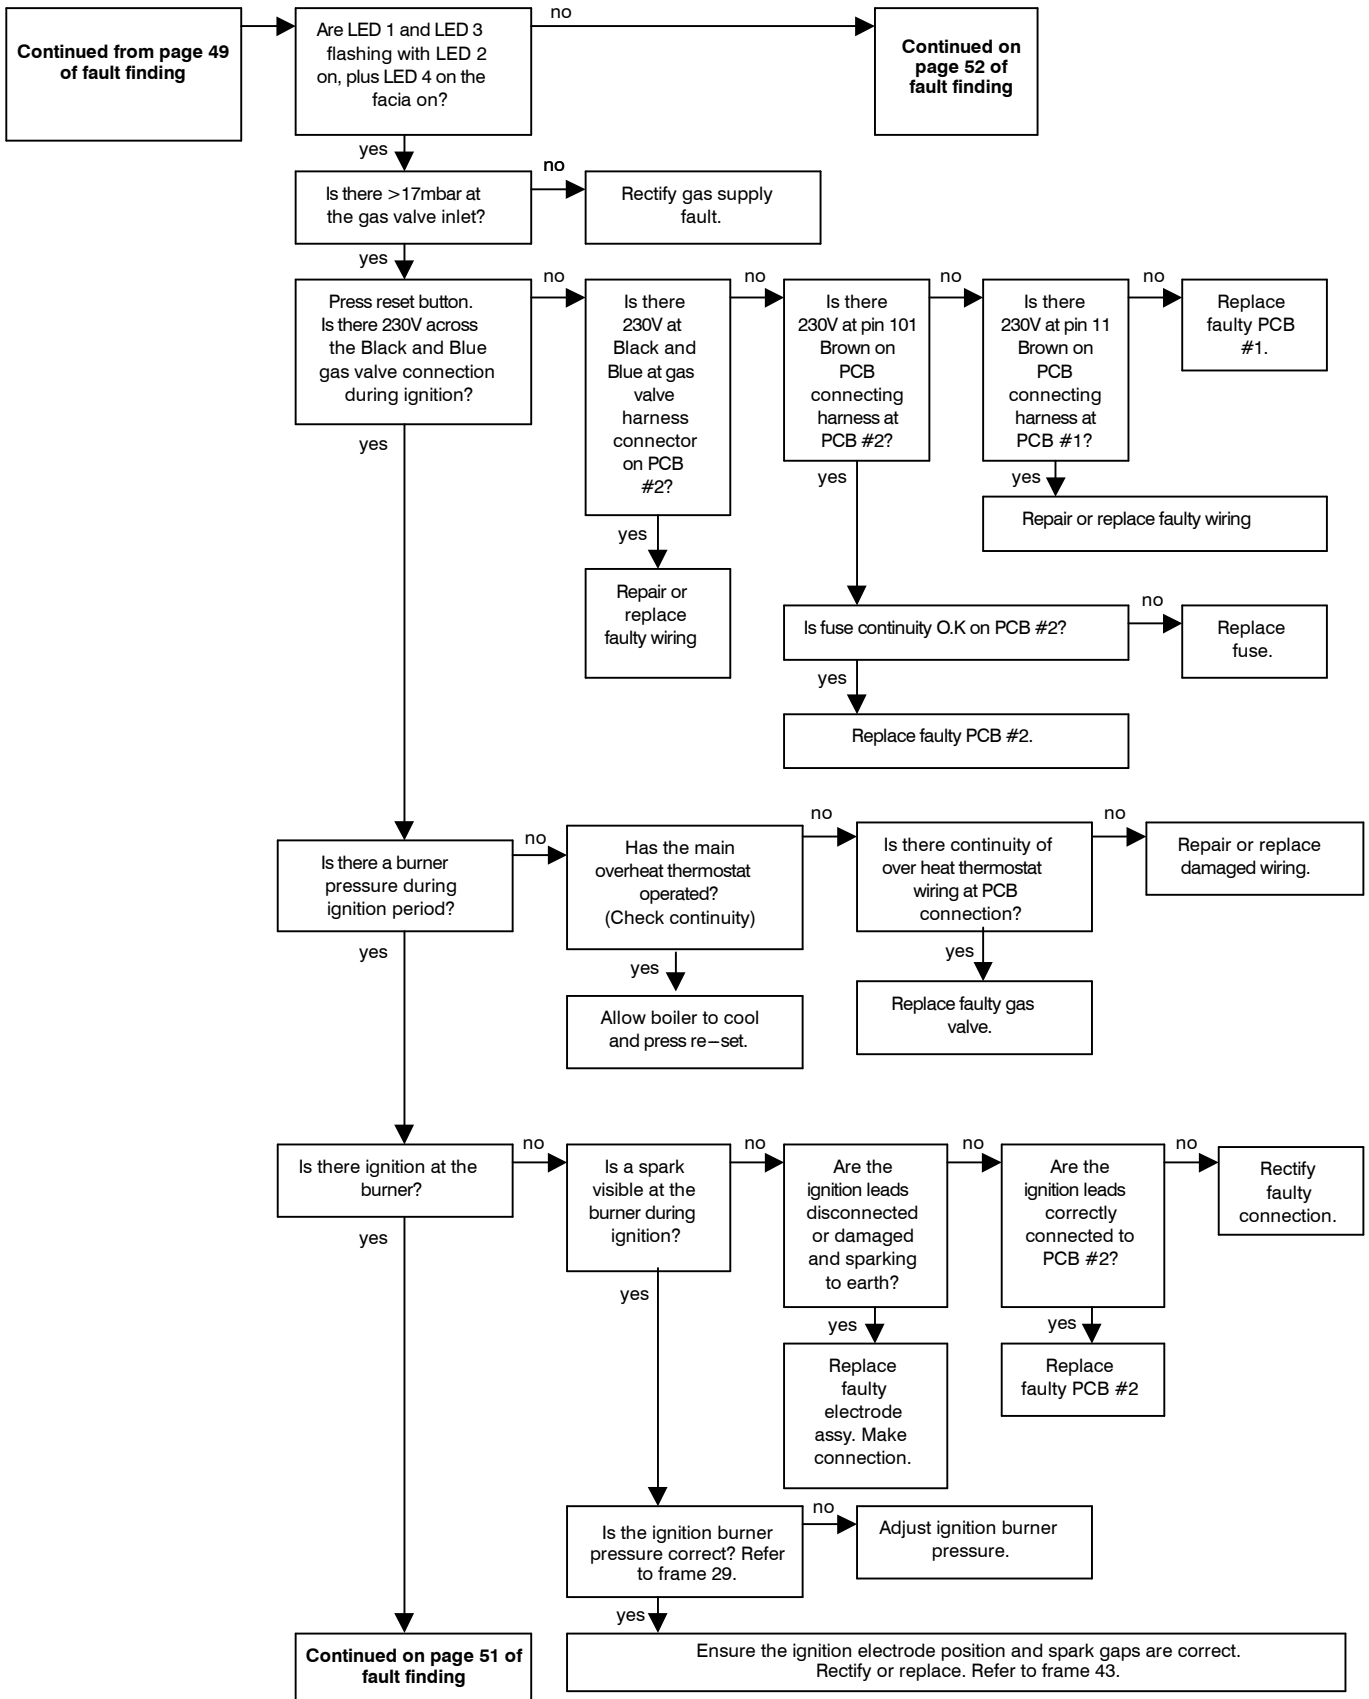 Continued from page 49
of fault finding
Are LED 1 and LED 3
flashing with LED 2
on, plus LED 4 on the
facia on?
no
Continued on
page 52 of
fault finding
yes
Is there >17mbar at
the gas valve inlet?
no
Rectify gas supply
fault.
yes
Press reset button.
Is there 230V across
the Black and Blue
gas valve connection
during ignition?
no
Is there
230V at
Black and
Blue at gas
valve
harness
connector
on PCB
#2?
no
Is there
230V at pin 101
Brown on
PCB
connecting
harness at
PCB #2?
no
Is there
230V at pin 11
Brown on
PCB
connecting
harness at
PCB #1?
no
Replace
faulty PCB
#1.
yes
yes
yes
yes
Repair or replace faulty wiring
Repair or
replace
faulty wiring
Is fuse continuity O.K on PCB #2?
no
Replace
fuse.
yes
Replace faulty PCB #2.
Is there a burner
pressure during
ignition period?
no
Has the main
overheat thermostat
operated?
(Check continuity)
no
Is there continuity of
over heat thermostat
wiring at PCB
connection?
no
Repair or replace
damaged wiring.
yes
yes
yes
Allow boiler to cool
and press re-set.
Replace faulty gas
valve.
Is there ignition at the
burner?
no
Is a spark
visible at the
burner during
ignition?
no
Are the
ignition leads
disconnected
or damaged
and sparking
to earth?
no
Are the
ignition leads
correctly
connected to
PCB #2?
no
Rectify
faulty
connection.
yes
yes
yes
yes
Replace
faulty
electrode
assy. Make
connection.
Replace
faulty PCB #2
Is the ignition burner
pressure correct? Refer
to frame 29.
no
Adjust ignition burner
pressure.
yes
Continued on page 51 of
fault finding
Ensure the ignition electrode position and spark gaps are correct.
Rectify or replace. Refer to frame 43.